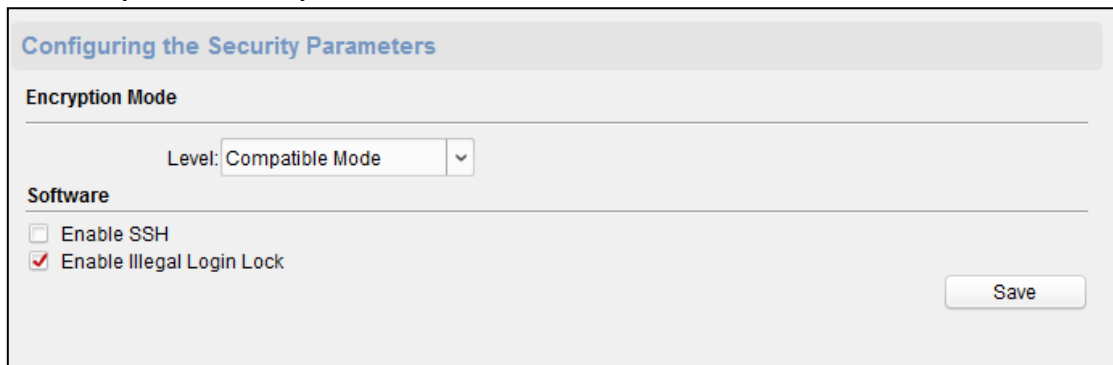 Configuring the Security Parameters
Encryption Mode
Level: Compatible Mode
Software
Enable SSH
Enable Illegal Login Lock
Save